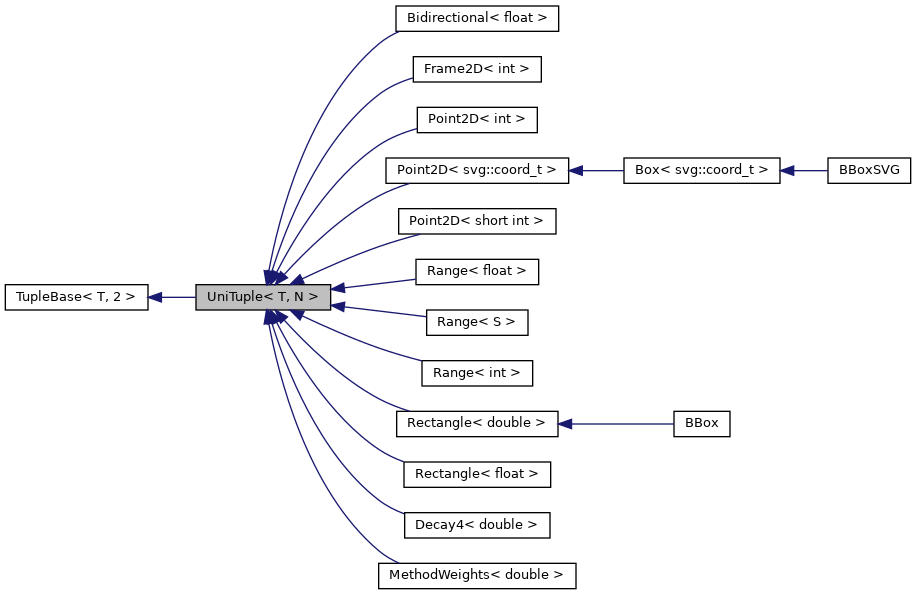 Bidirectional< float >
Frame2D< int >
Point2D< int >
Point2D< svg::coord_t >
Box< svg::coord_t >
BBoxSVG
Point2D< short int >
Range< float >
TupleBase< T, 2 >
UniTuple< T, N >
Range< S >
Range< int >
Rectangle< double >
BBox
Rectangle< float >
Decay4< double >
MethodWeights< double >